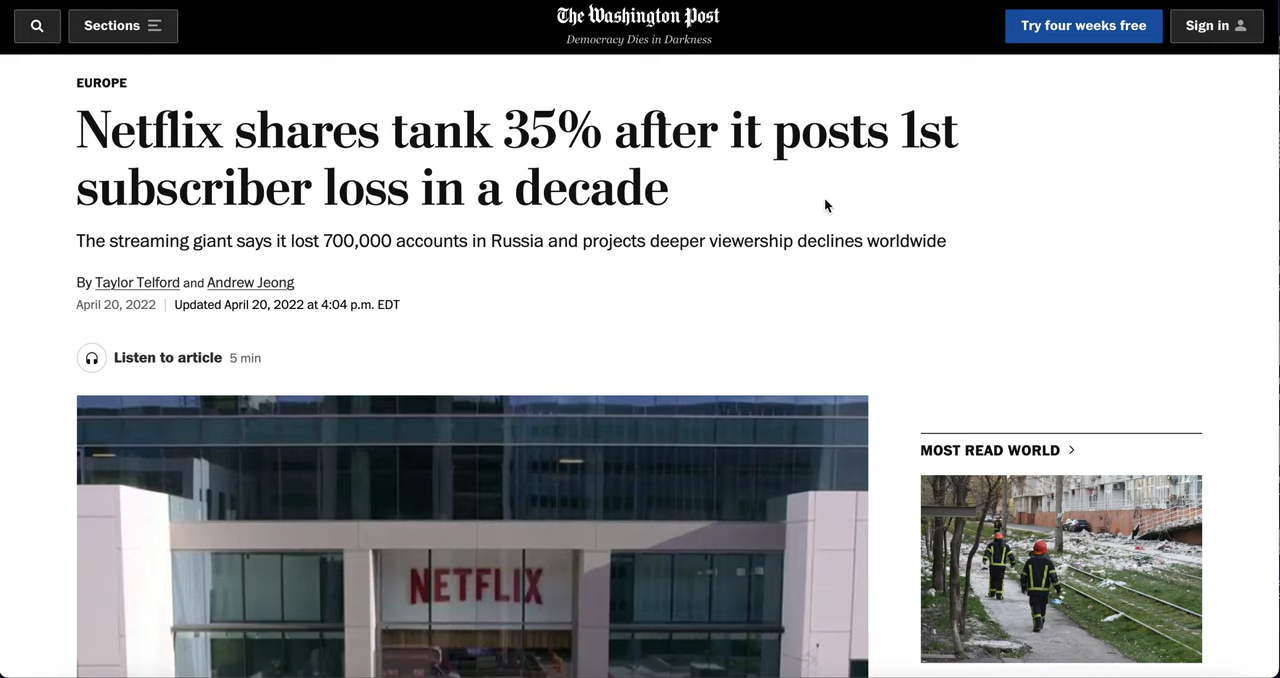 Sections
The Washington Post
Democracy Dies in Darkness
Try four weeks free
Sign in
EUROPE
Netflix shares tank 35% after it posts 1st
subscriber loss in a decade
The streaming giant says it lost 700,000 accounts in Russia and projects deeper viewership declines worldwide
By Taylor Telford and Andrew Jeong
April 20, 2022 | Updated April 20, 2022 at 4:04 p.m. EDT
Listen to article 5 min
MOST READ WORLD
NETFLIX